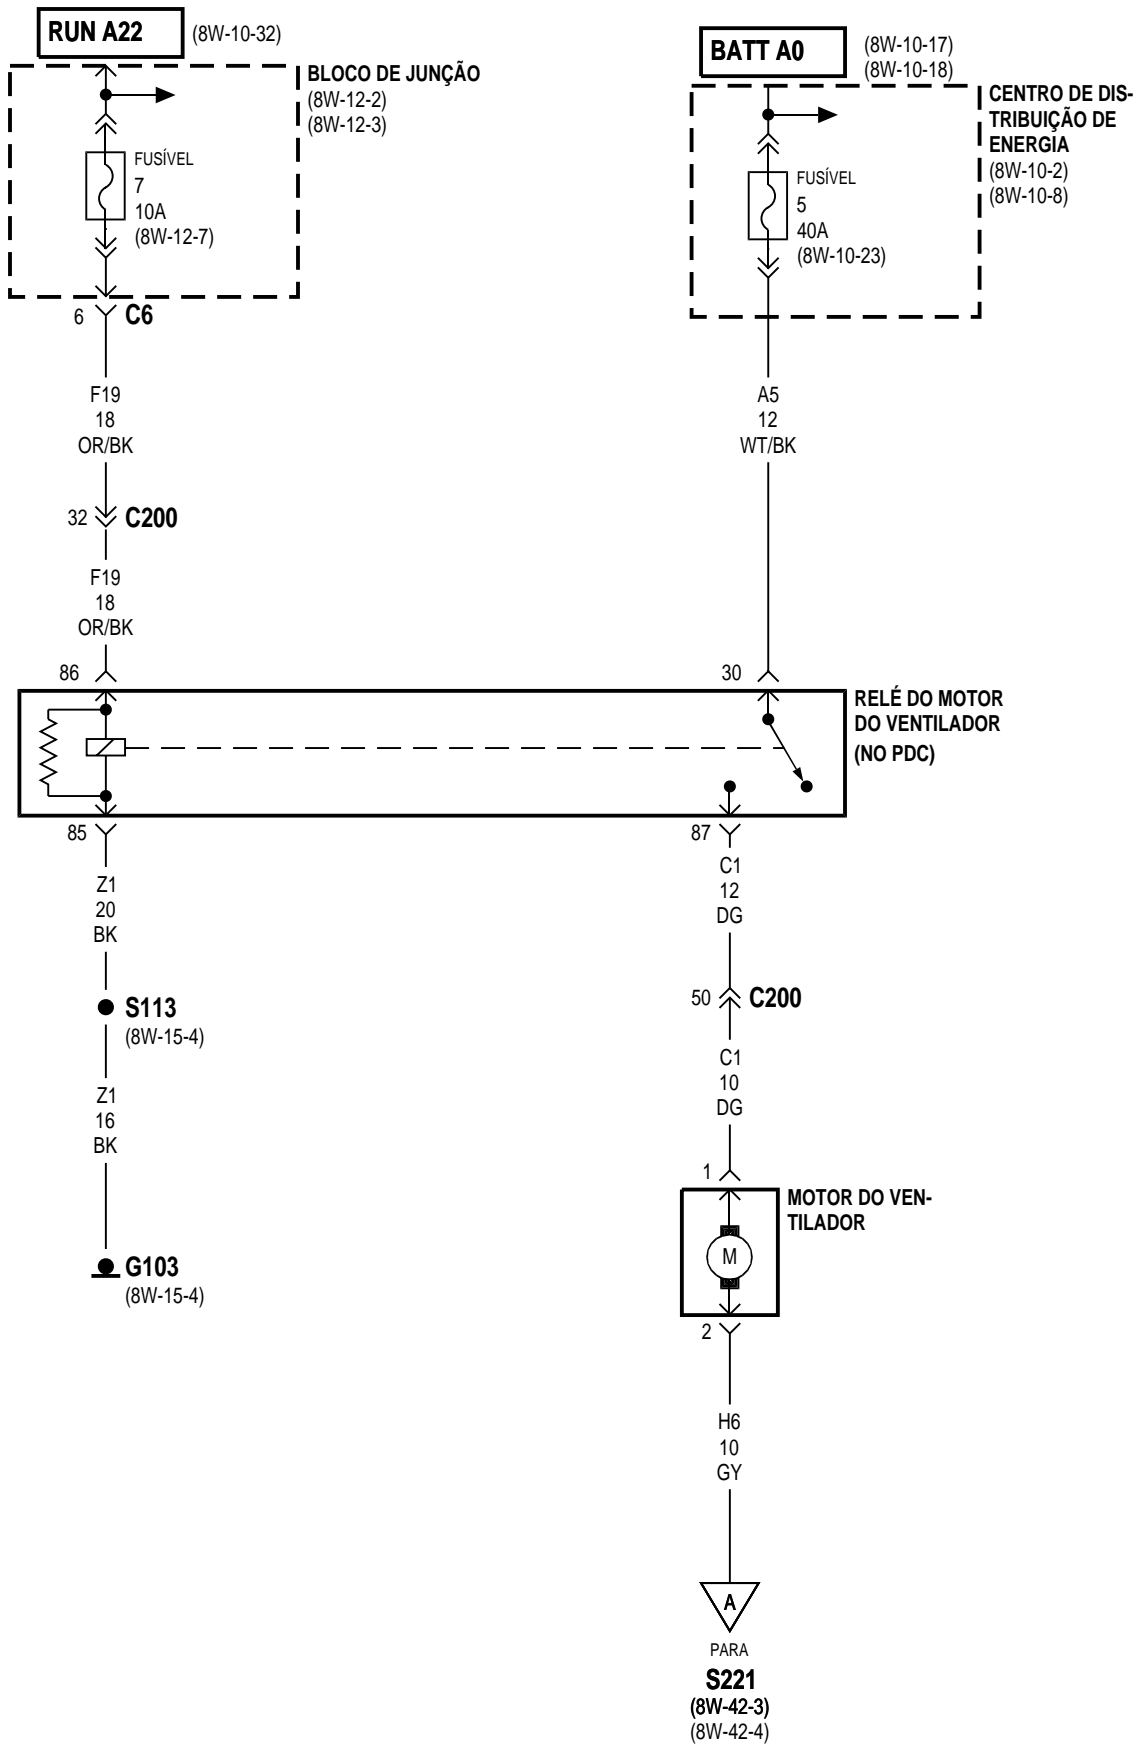 RUN A22
(8W-10-32)
BLOCO DE JUNÇÃO
(8W-12-2)
(8W-12-3)
FUSÍVEL
7
10A
(8W-12-7)
6
C6
F19
18
OR/BK
32
C200
F19
18
OR/BK
86
BATT A0
(8W-10-17)
(8W-10-18)
CENTRO DE DIS-
TRIBUIÇÃO DE
ENERGIA
(8W-10-2)
(8W-10-8)
FUSÍVEL
5
40A
(8W-10-23)
A5
12
WT/BK
30
RELÉ DO MOTOR
DO VENTILADOR
(NO PDC)
85
Z1
20
BK
S113
(8W-15-4)
Z1
16
BK
G103
(8W-15-4)
87
C1
12
DG
50
C200
C1
10
DG
1
MOTOR DO VEN-
TILADOR
M
2
H6
10
GY
A
PARA
S221
(8W-42-3)
(8W-42-4)